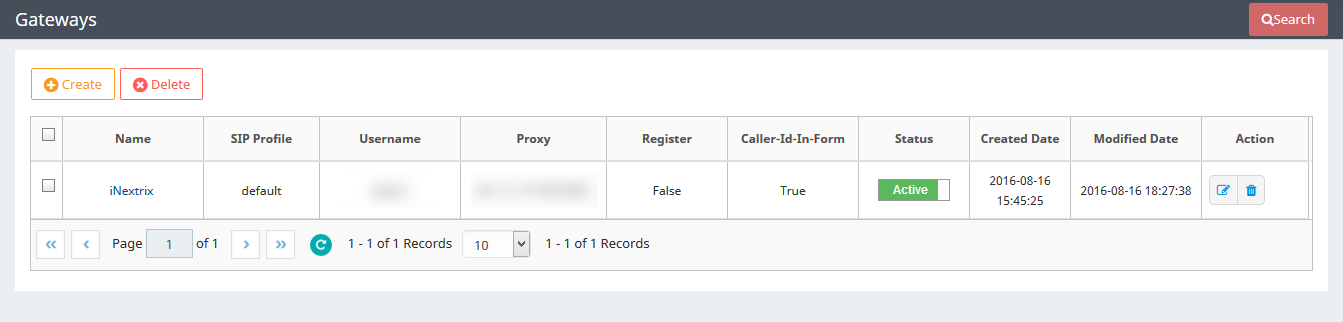 Gateways
Search
Create Delete
Name SIP Profile Username Proxy Register Caller-Id-In-Form Status Created Date Modified Date Action
iNextrix default False True Active 2016-08-16 15:45:25 2016-08-16 18:27:38
« ‹ Page 1 of 1 › » 1 - 1 of 1 Records 10 1 - 1 of 1 Records